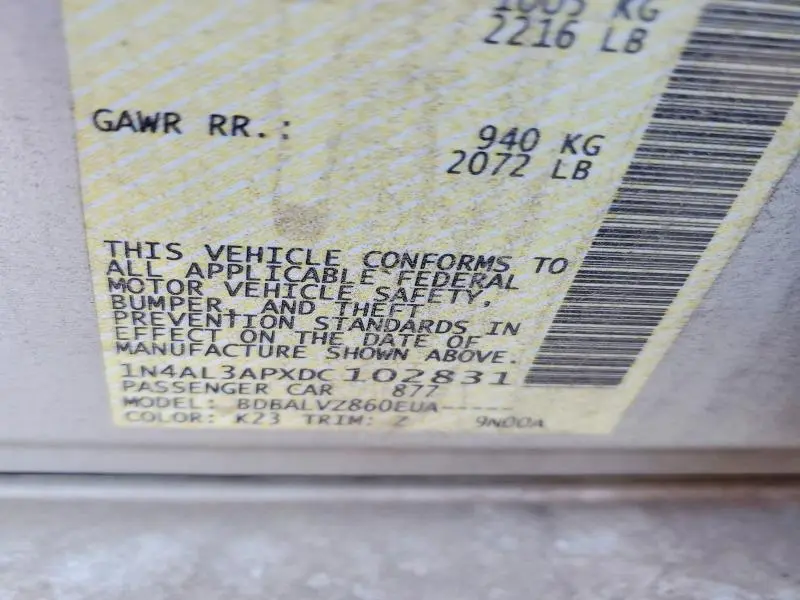 1005 KG
2216 LB
GAWR RR.: 940 KG
2072 LB
THIS VEHICLE CONFORMS TO
ALL APPLICABLE FEDERAL
MOTOR VEHICLE SAFETY,
BUMPER, AND THEFT
PREVENTION STANDARDS IN
EFFECT ON THE DATE OF
MANUFACTURE SHOWN ABOVE.
1N4AL3APXDC102831
PASSENGER CAR 877
MODEL: BDBALVZ860EUA-----
COLOR: K23 TRIM: Z 9N00A